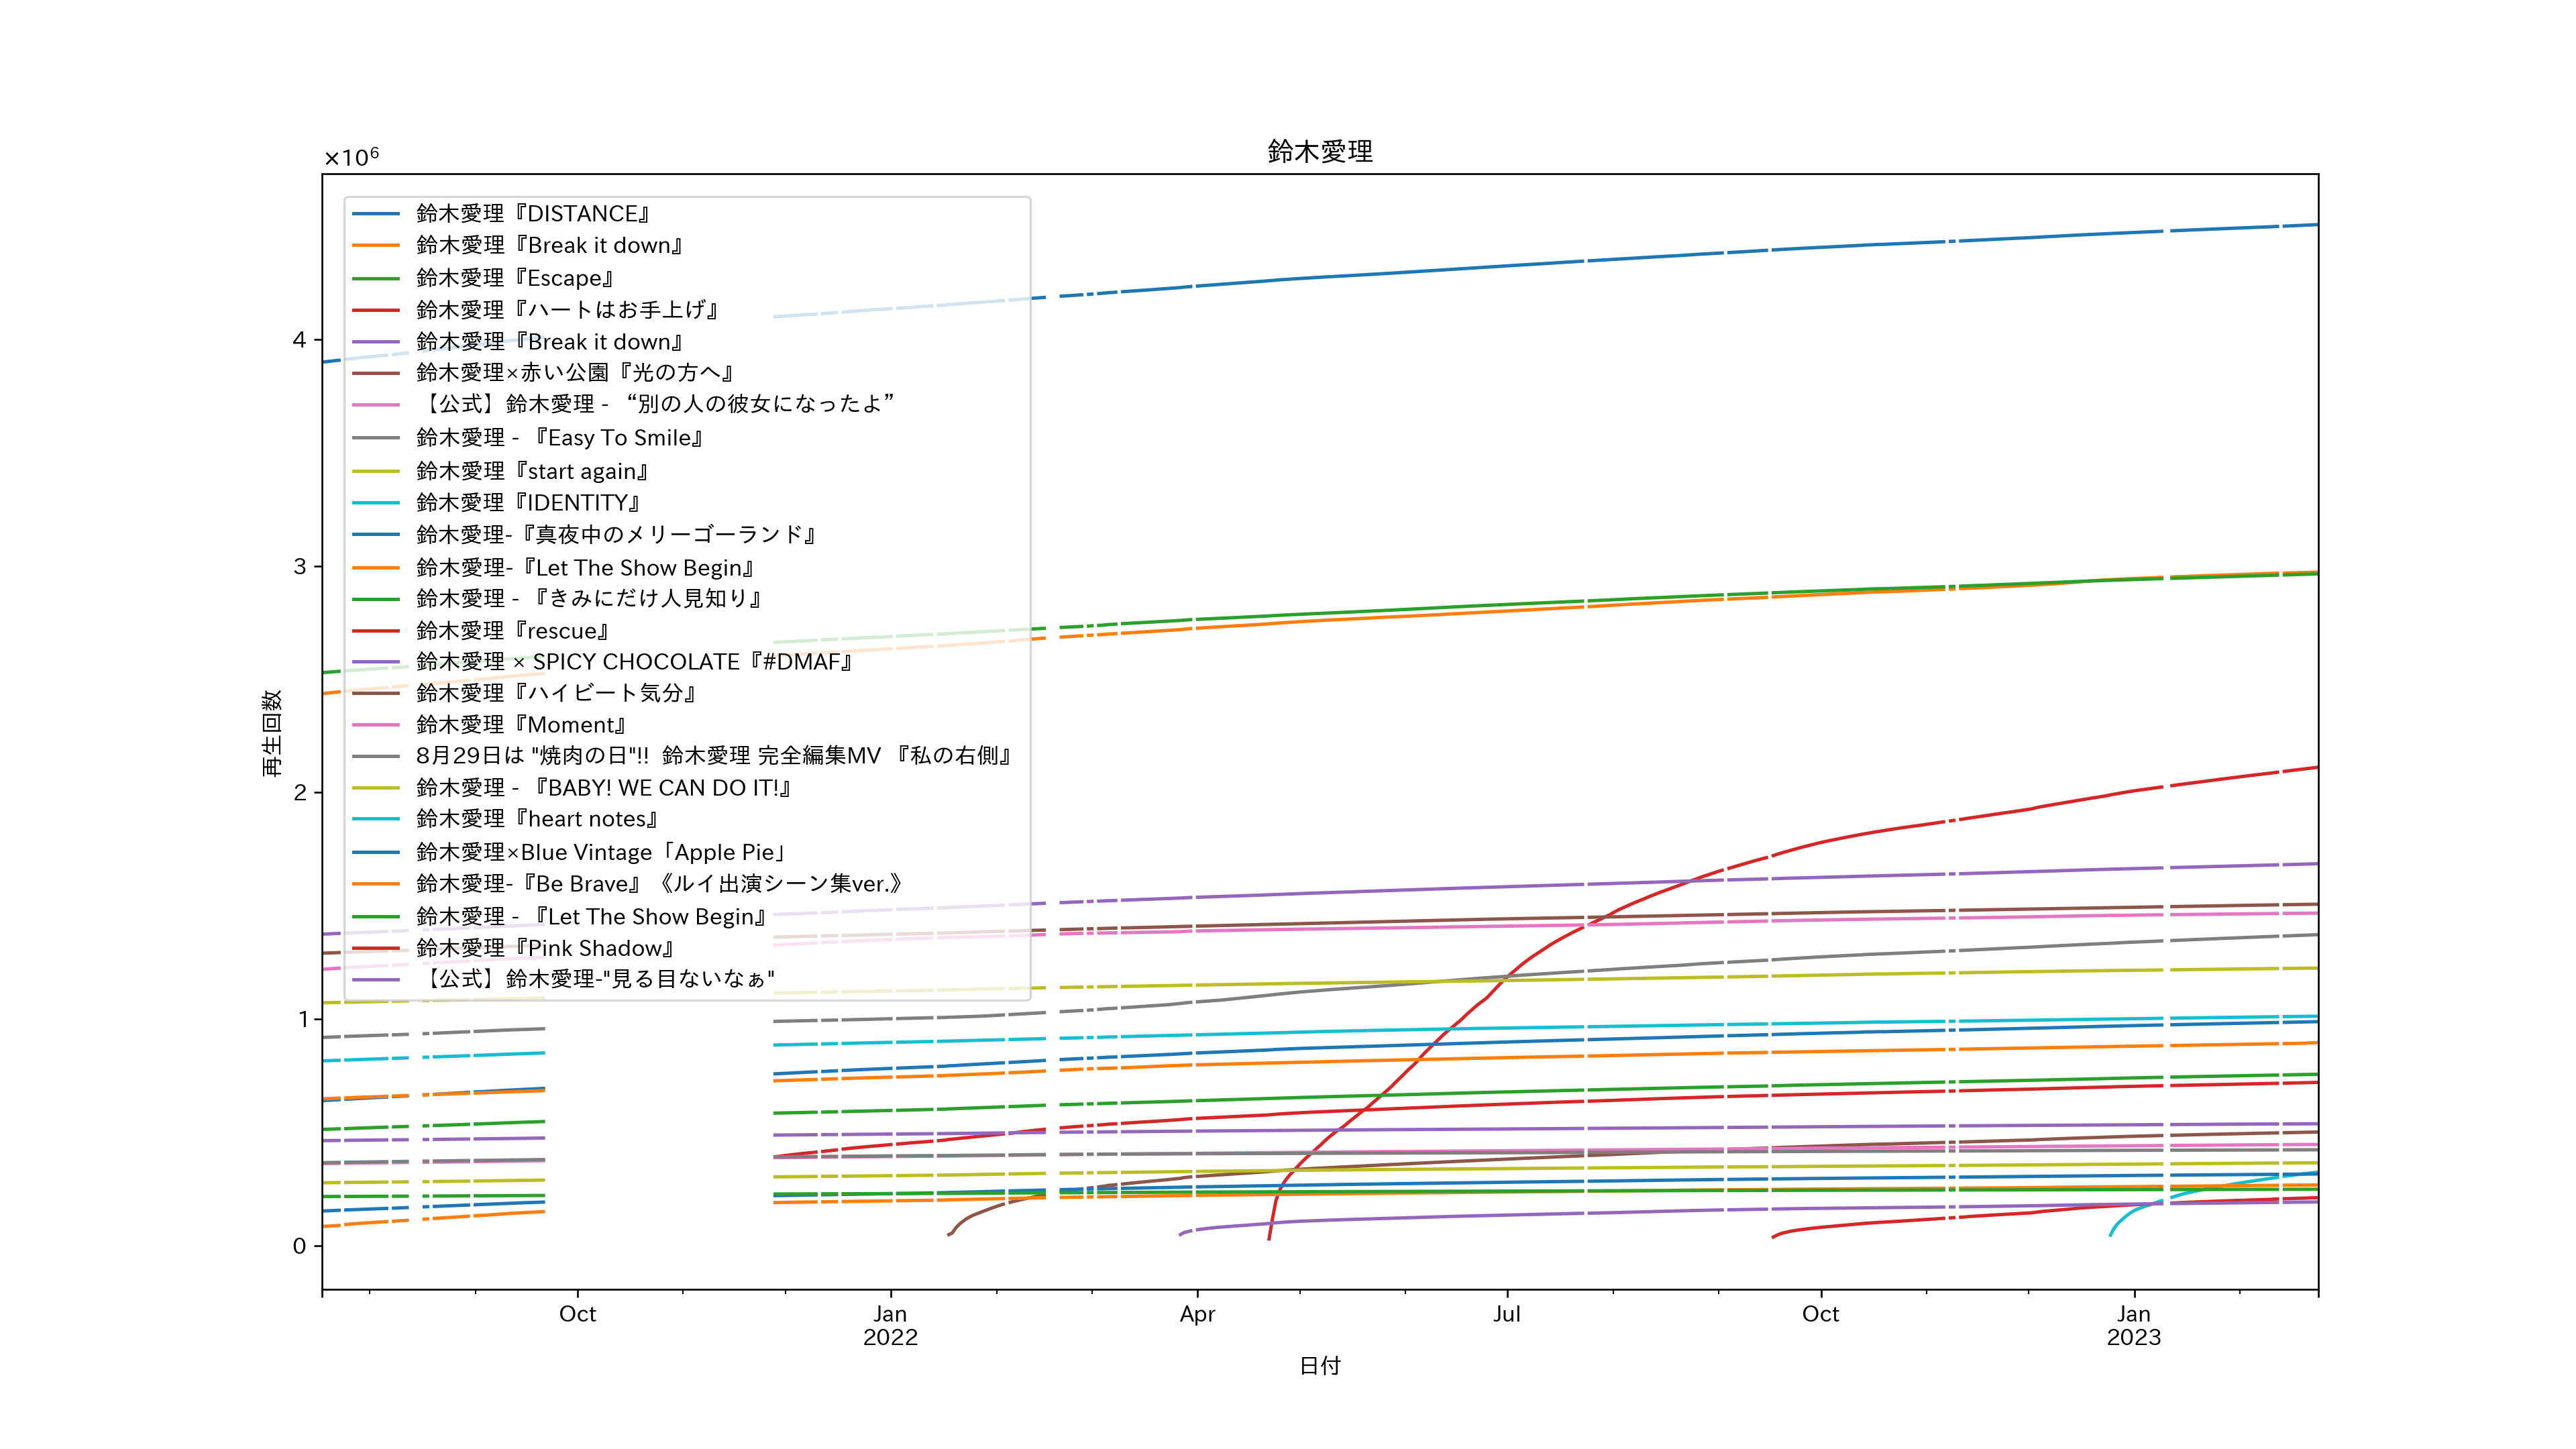 鈴木愛理
×10⁶
鈴木愛理『DISTANCE』
鈴木愛理『Break it down』
鈴木愛理『Escape』
鈴木愛理『ハートはお手上げ』
鈴木愛理『Break it down』
鈴木愛理×赤い公園『光の方へ』
【公式】鈴木愛理 - “別の人の彼女になったよ”
鈴木愛理 - 『Easy To Smile』
鈴木愛理『start again』
鈴木愛理『IDENTITY』
鈴木愛理-『真夜中のメリーゴーランド』
鈴木愛理-『Let The Show Begin』
鈴木愛理 - 『きみにだけ人見知り』
鈴木愛理『rescue』
鈴木愛理 × SPICY CHOCOLATE『#DMAF』
鈴木愛理『ハイビート気分』
鈴木愛理『Moment』
8月29日は "焼肉の日"!! 鈴木愛理 完全編集MV 『私の右側』
鈴木愛理 - 『BABY! WE CAN DO IT!』
鈴木愛理『heart notes』
鈴木愛理×Blue Vintage「Apple Pie」
鈴木愛理-『Be Brave』《ルイ出演シーン集ver.》
鈴木愛理 - 『Let The Show Begin』
鈴木愛理『Pink Shadow』
【公式】鈴木愛理-"見る目ないなぁ"
4
3
2
1
0
再生回数
Oct
Jan
2022
Apr
Jul
Oct
Jan
2023
日付